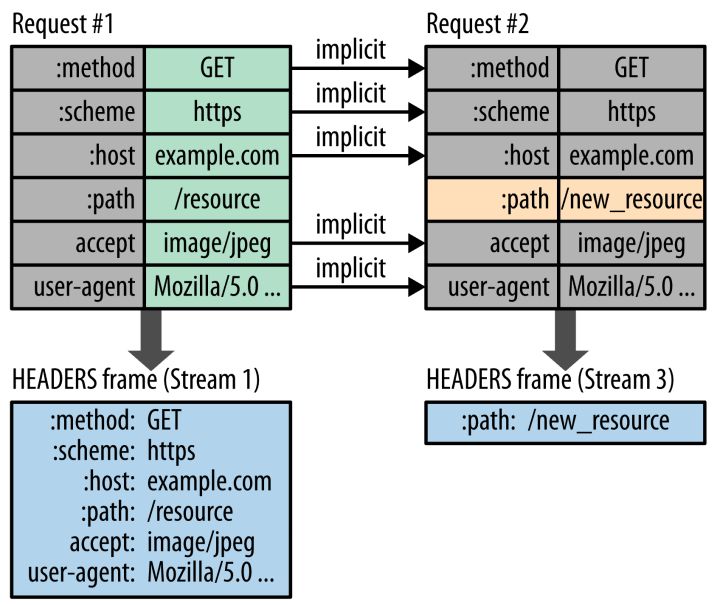 Request #1
:method GET
:scheme https
:host example.com
:path /resource
accept image/jpeg
user-agent Mozilla/5.0 ...
implicit
implicit
implicit
implicit
implicit
Request #2
:method GET
:scheme https
:host example.com
:path /new_resource
accept image/jpeg
user-agent Mozilla/5.0 ...
HEADERS frame (Stream 1)
:method: GET
:scheme: https
:host: example.com
:path: /resource
accept: image/jpeg
user-agent: Mozilla/5.0 ...
HEADERS frame (Stream 3)
:path: /new_resource